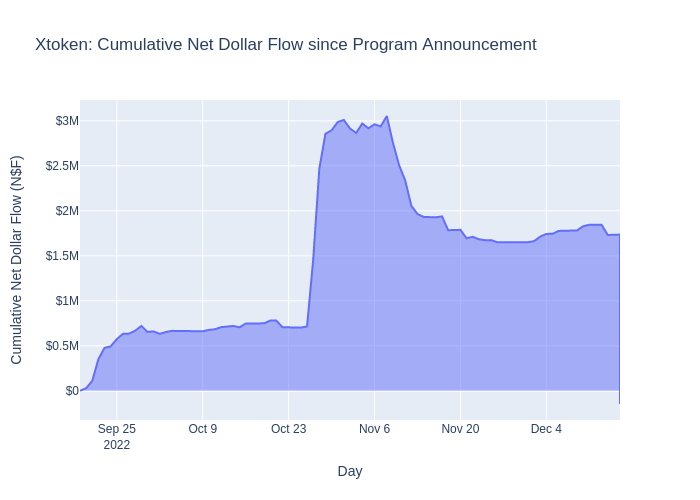 Xtoken: Cumulative Net Dollar Flow since Program Announcement
Cumulative Net Dollar Flow (N$F)
$3M
$2.5M
$2M
$1.5M
$1M
$0.5M
$0
Sep 25
2022
Oct 9
Oct 23
Nov 6
Nov 20
Dec 4
Day